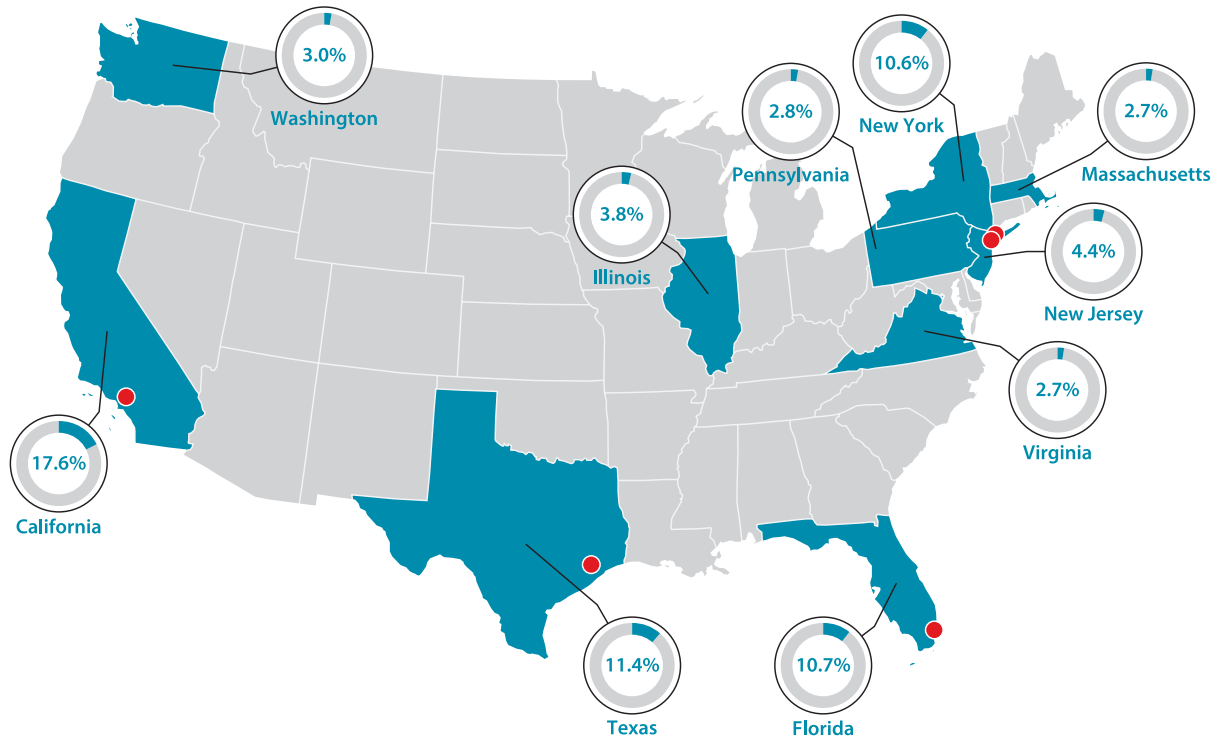 3.0%
Washington
10.6%
New York
2.8%
Pennsylvania
2.7%
Massachusetts
3.8%
Illinois
4.4%
New Jersey
2.7%
Virginia
17.6%
California
11.4%
Texas
10.7%
Florida